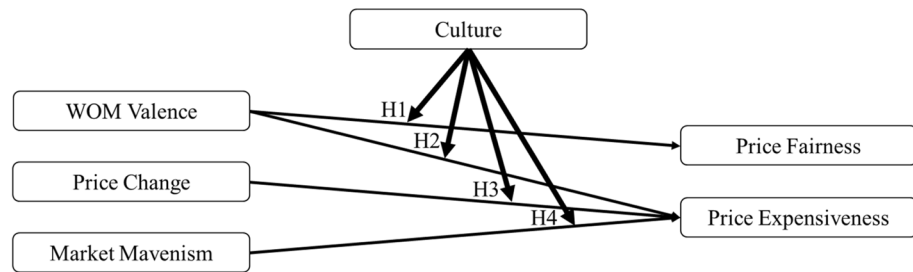 Culture
H1
WOM Valence
H2
Price Fairness
Price Change
H3
Price Expensiveness
H4
Market Mavenism